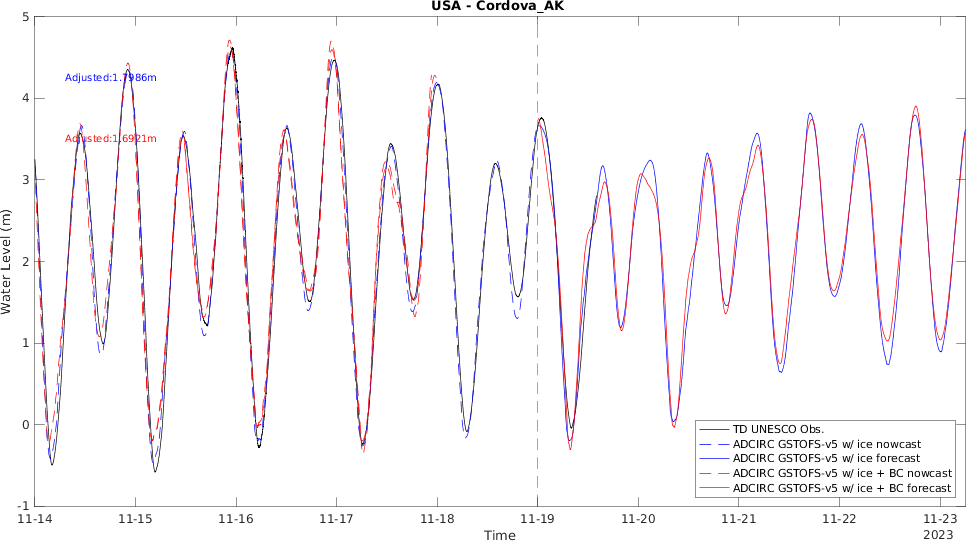 USA - Cordova_AK
5
4
3
2
1
0
-1
Water Level (m)
Adjusted:1.7986m
Adjusted:1.6921m
TD UNESCO Obs.
ADCIRC GSTOFS-v5 w/ ice nowcast
ADCIRC GSTOFS-v5 w/ ice forecast
ADCIRC GSTOFS-v5 w/ ice + BC nowcast
ADCIRC GSTOFS-v5 w/ ice + BC forecast
11-14 11-15 11-16 11-17 11-18 11-19 11-20 11-21 11-22 11-23
Time 2023